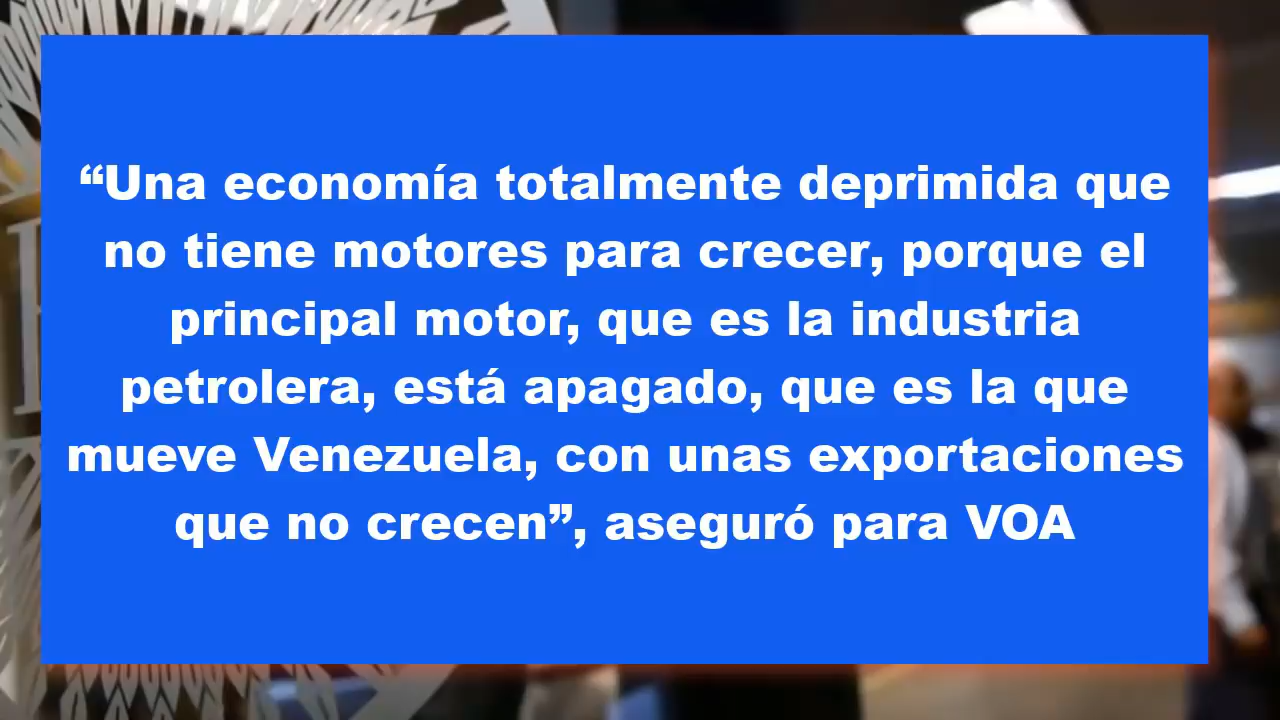 “Una economía totalmente deprimida que
no tiene motores para crecer, porque el
principal motor, que es la industria
petrolera, está apagado, que es la que
mueve Venezuela, con unas exportaciones
que no crecen”, aseguró para VOA